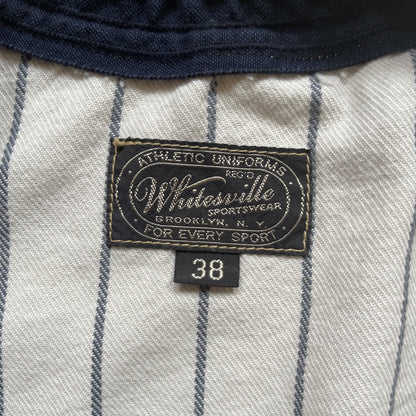 ATHLETIC UNIFORMS
REG'D
Whitesville
SPORTSWEAR
BROOKLYN, N.Y.
FOR EVERY SPORT
38